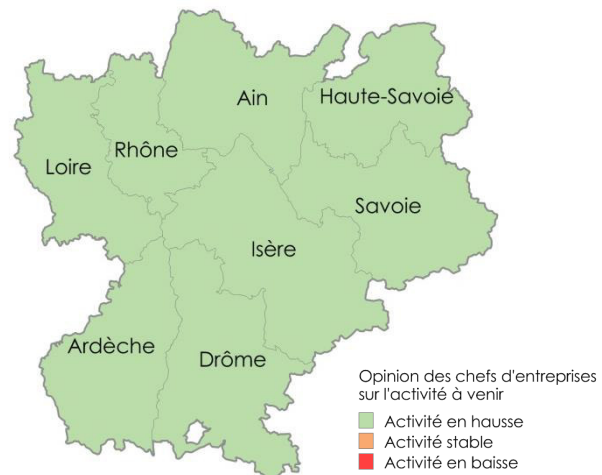 Ain
Haute-Savoie
Rhône
Loire
Savoie
Isère
Ardèche
Drôme
Opinion des chefs d'entreprises
sur l'activité à venir
Activité en hausse
Activité stable
Activité en baisse